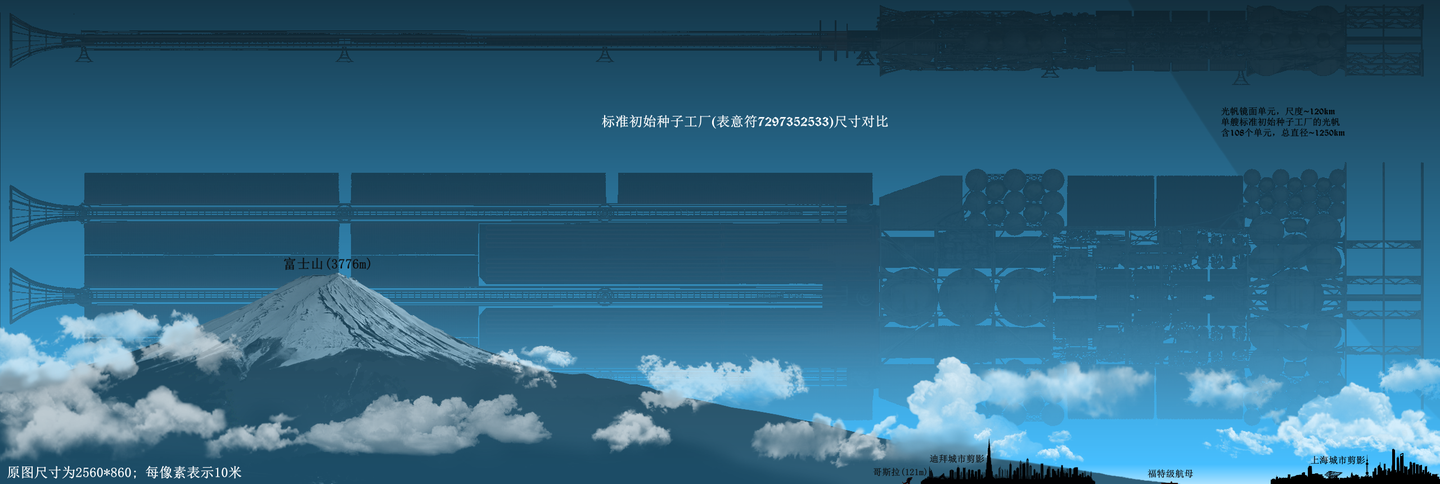 光帆镜面单元，尺度~120km
单艘标准初始种子工厂的光帆
含108个单元，总直径~1250km
标准初始种子工厂(表意符7297352533)尺寸对比
富士山(3776m)
迪拜城市剪影
上海城市剪影
哥斯拉(121m)
福特级航母
原图尺寸为2560*860; 每像素表示10米